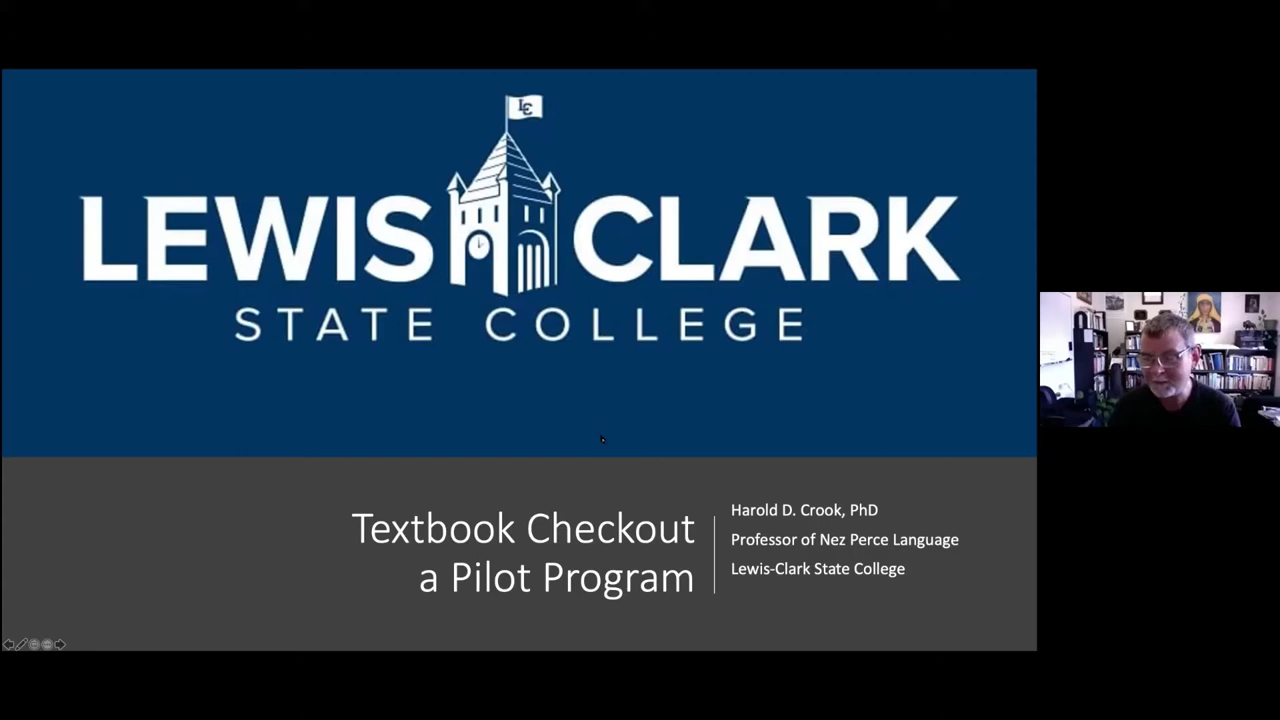 LC
LEWIS CLARK
STATE COLLEGE
Textbook Checkout
a Pilot Program
Harold D. Crook, PhD
Professor of Nez Perce Language
Lewis-Clark State College